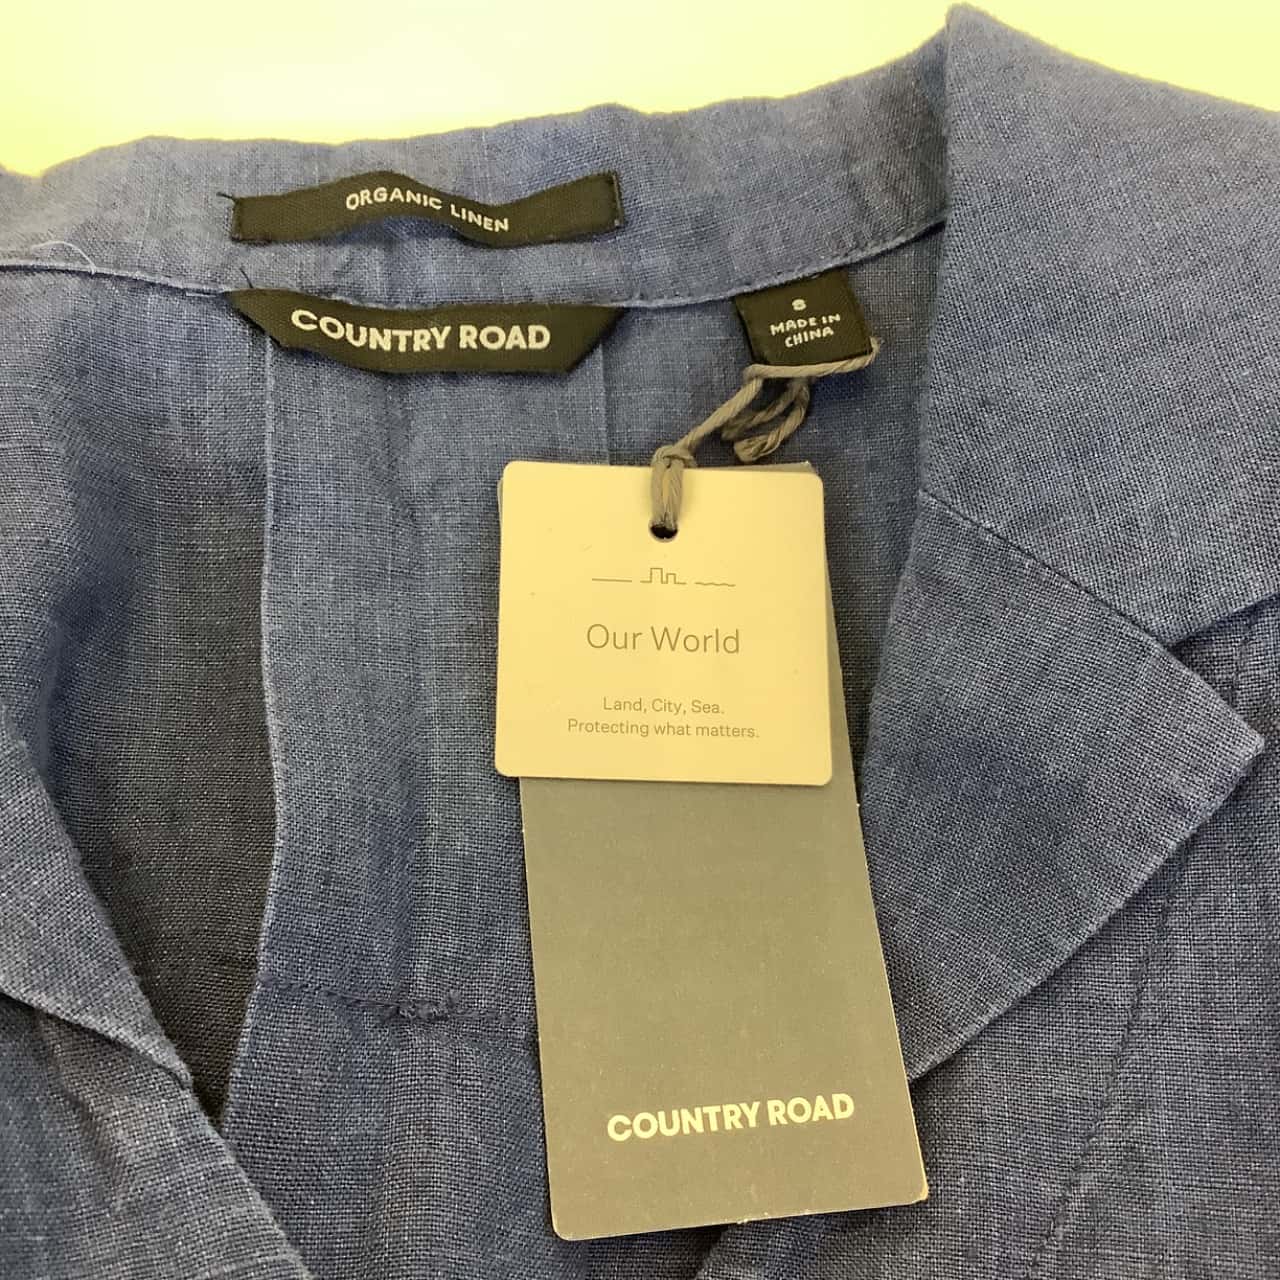 ORGANIC LINEN
COUNTRY ROAD
8
MADE IN
CHINA
Our World
Land, City, Sea.
Protecting what matters.
COUNTRY ROAD